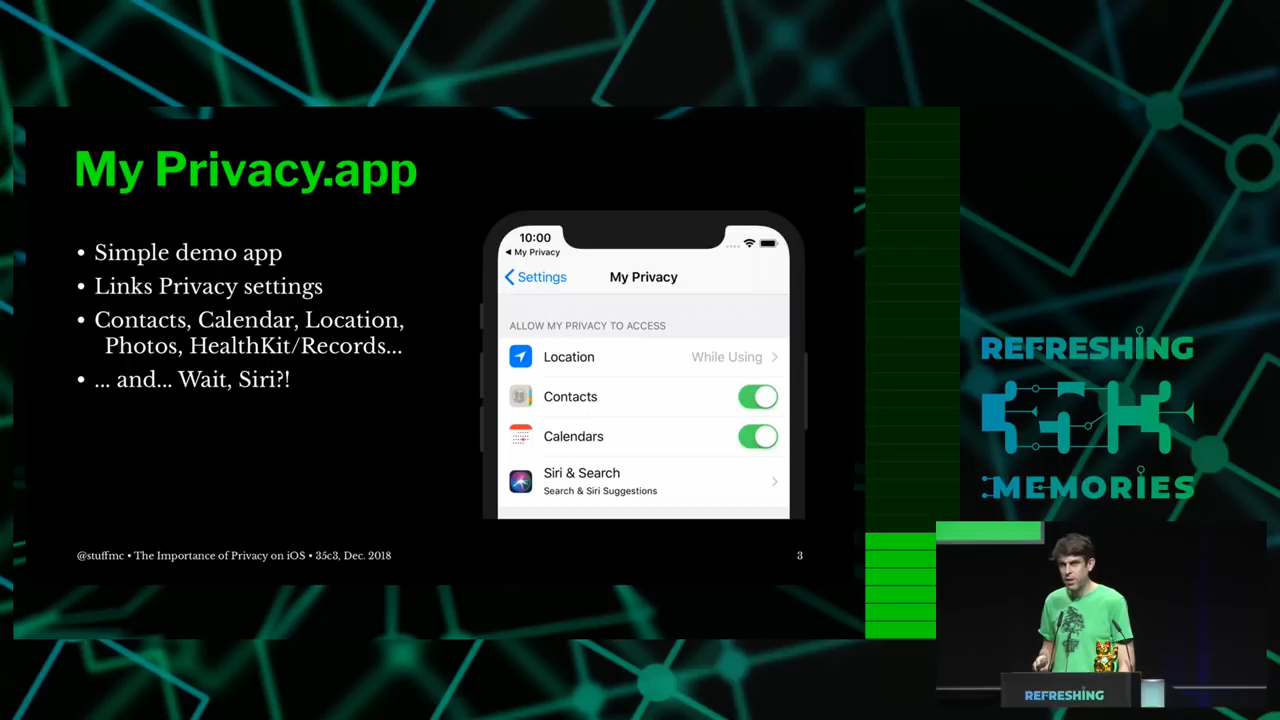 My Privacy.app
• Simple demo app
• Links Privacy settings
• Contacts, Calendar, Location,
Photos, HealthKit/Records...
• ... and... Wait, Siri?!
10:00
My Privacy
Settings
My Privacy
ALLOW MY PRIVACY TO ACCESS
Location While Using
Contacts
Calendars
Siri & Search
Search & Siri Suggestions
@stuffmc • The Importance of Privacy on iOS • 35c3, Dec. 2018
3
REFRESHING
35C3
MEMORIES
REFRESHING